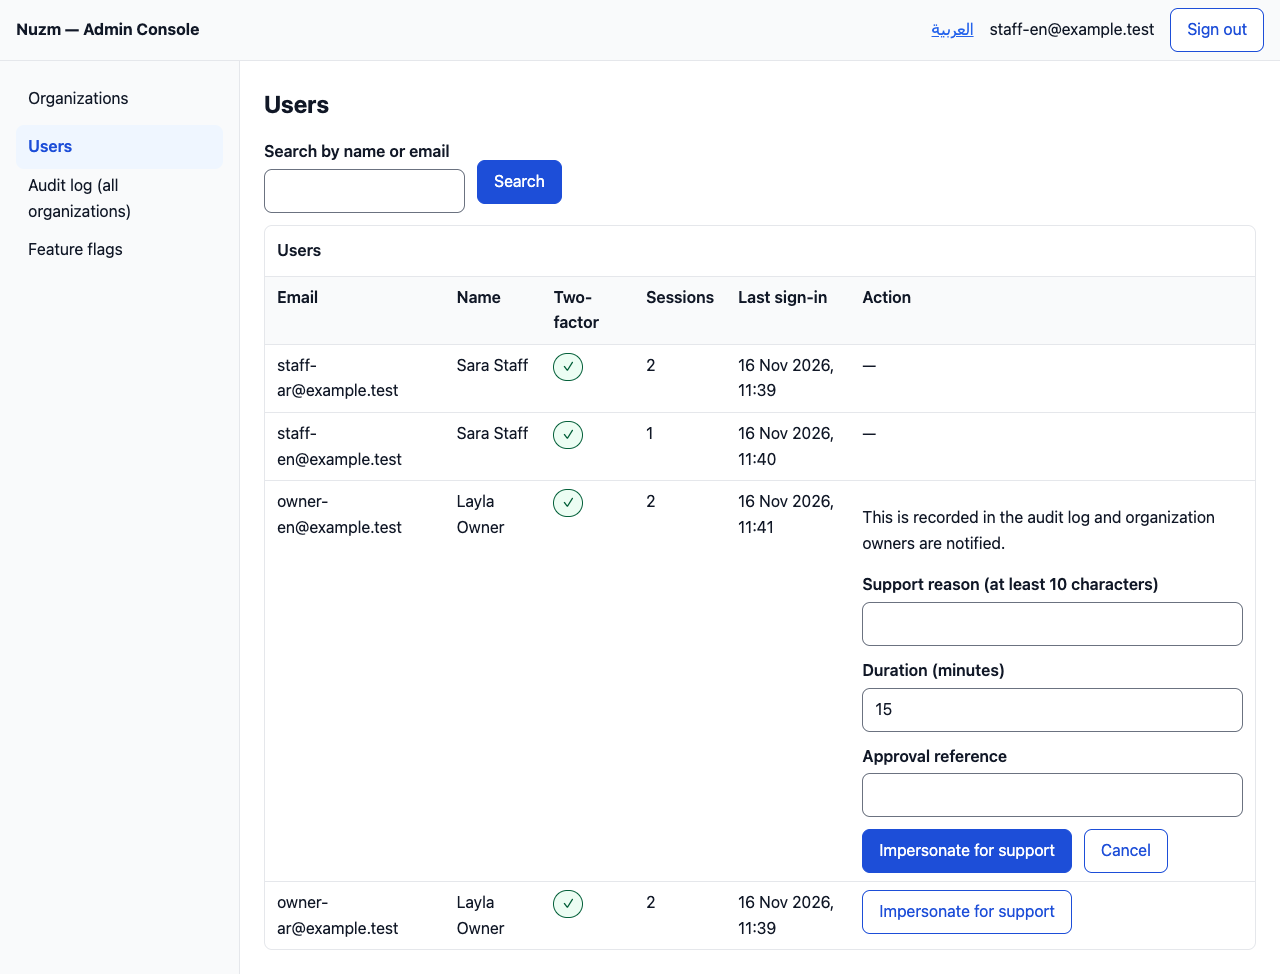 Nuzm — Admin Console
العربية
staff-en@example.test
Sign out
Organizations
Users
Audit log (all
organizations)
Feature flags
Users
Search by name or email
Search
Users
Email
Name
Two-
factor
Sessions
Last sign-in
Action
staff-
ar@example.test
Sara Staff
✓
2
16 Nov 2026,
11:39
—
staff-
en@example.test
Sara Staff
✓
1
16 Nov 2026,
11:40
—
owner-
en@example.test
Layla
Owner
✓
2
16 Nov 2026,
11:41
This is recorded in the audit log and organization
owners are notified.
Support reason (at least 10 characters)
Duration (minutes)
15
Approval reference
Impersonate for support
Cancel
owner-
ar@example.test
Layla
Owner
✓
2
16 Nov 2026,
11:39
Impersonate for support